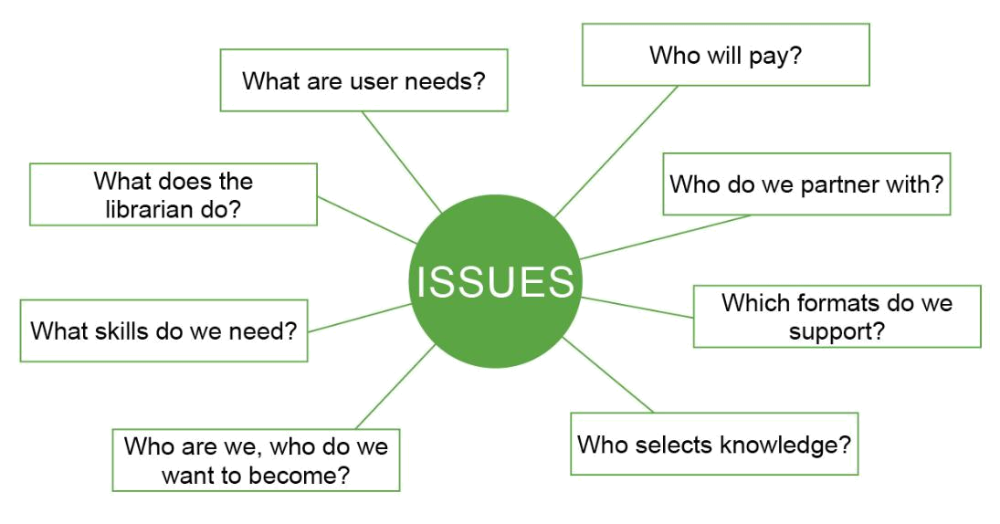 Who will pay?
What are user needs?
Who do we partner with?
What does the
librarian do?
ISSUES
Which formats do we
support?
What skills do we need?
Who selects knowledge?
Who are we, who do we
want to become?